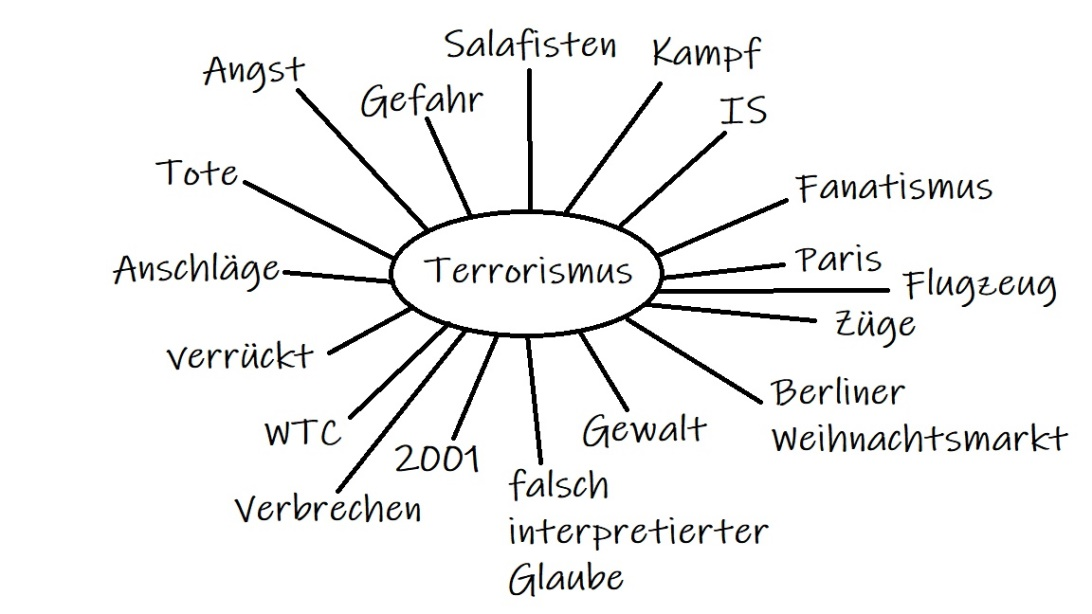 Salafisten
Kampf
Angst
Gefahr
IS
Tote
Fanatismus
Terrorismus
Paris
Anschläge
Flugzeug
Züge
verrückt
Berliner
Weihnachtsmarkt
WTC
Gewalt
2001
falsch
interpretierter
Glaube
Verbrechen